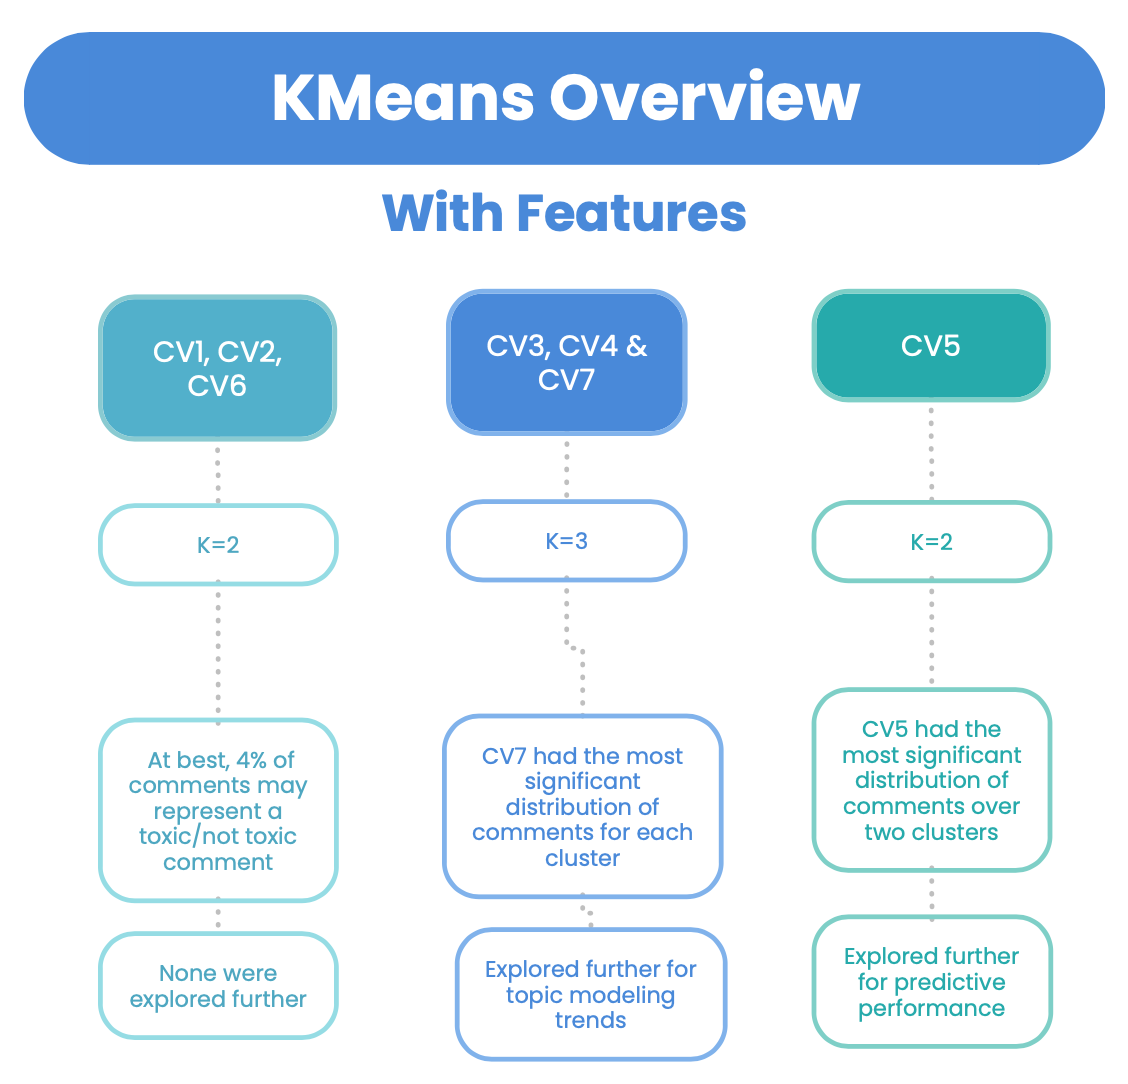 KMeans Overview
With Features
CV1, CV2,
CV6
K=2
At best, 4% of
comments may
represent a
toxic/not toxic
comment
None were
explored further
CV3, CV4 &
CV7
K=3
CV7 had the most
significant
distribution of
comments for each
cluster
Explored further for
topic modeling
trends
CV5
K=2
CV5 had the
most significant
distribution of
comments over
two clusters
Explored further
for predictive
performance